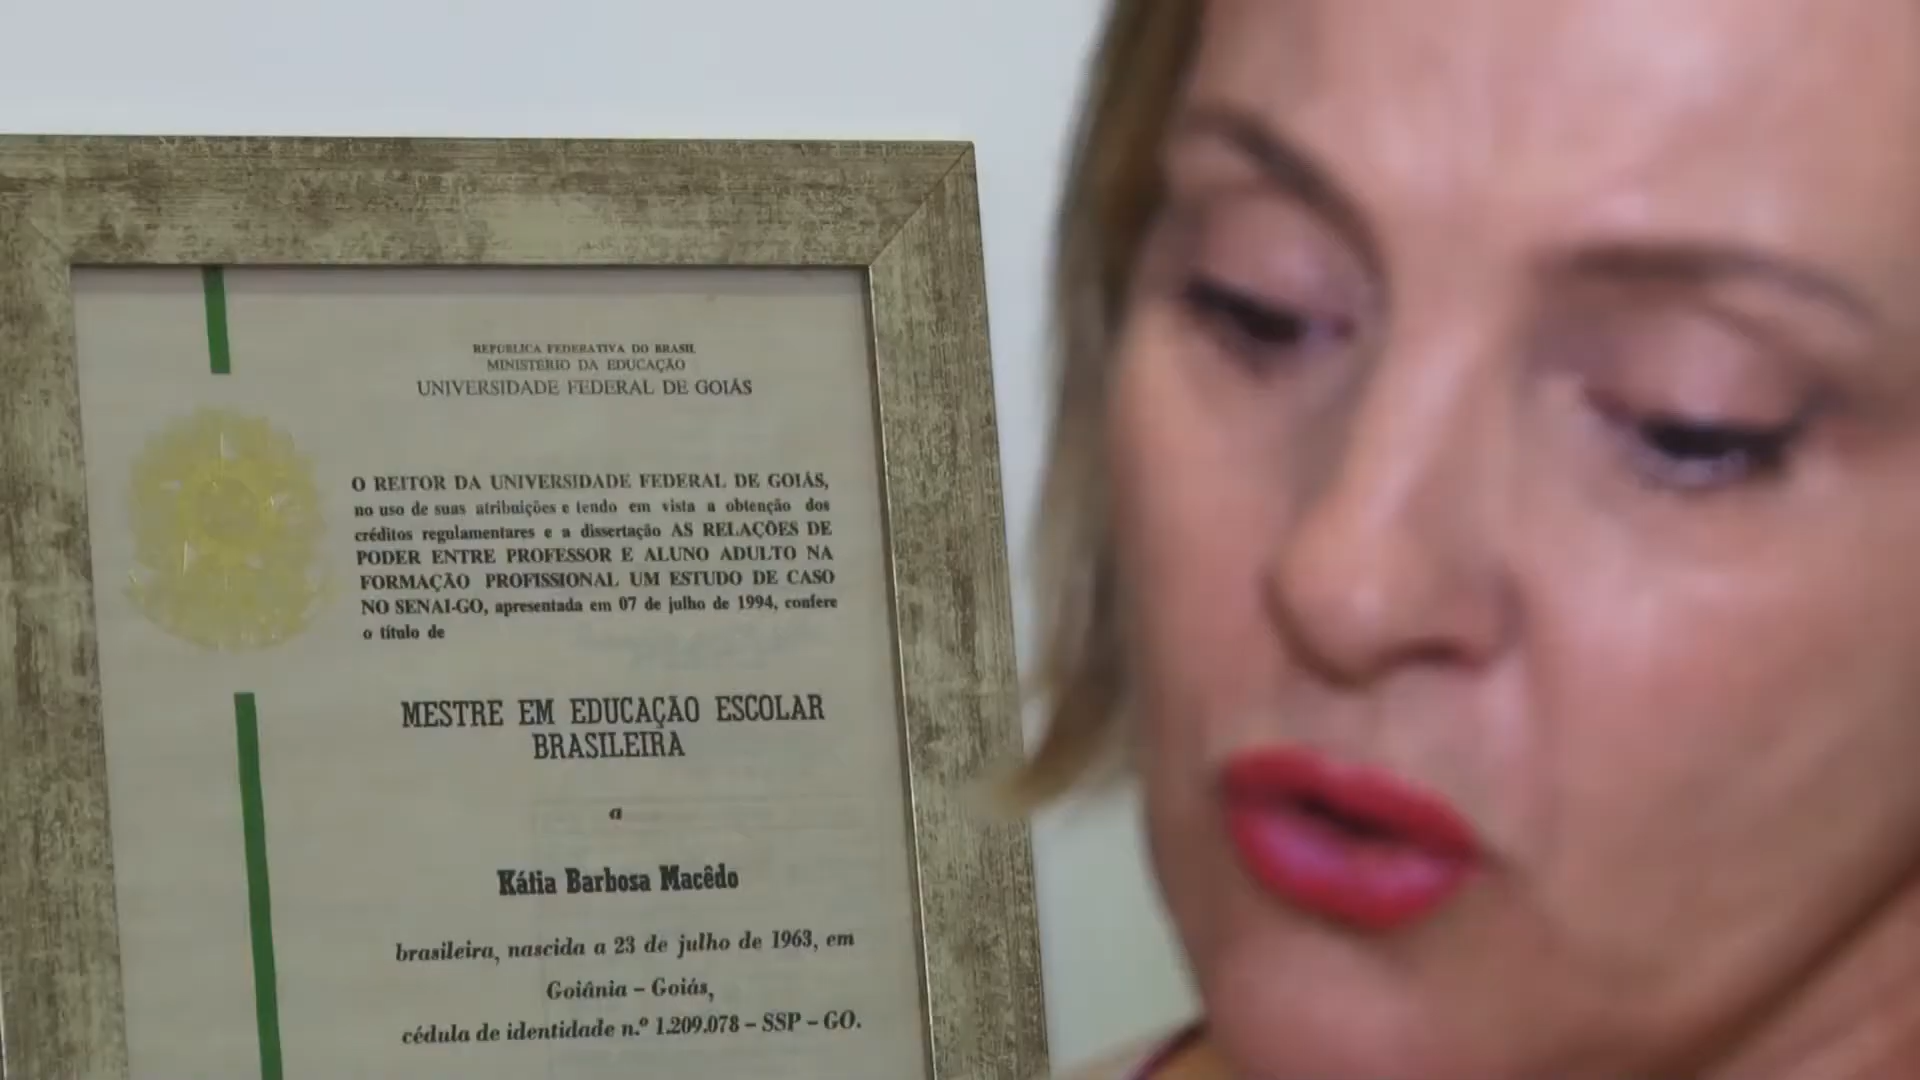 REPÚBLICA FEDERATIVA DO BRASIL
MINISTÉRIO DA EDUCAÇÃO
UNIVERSIDADE FEDERAL DE GOIÁS
O REITOR DA UNIVERSIDADE FEDERAL DE GOIÁS,
no uso de suas atribuições e tendo em vista a obtenção dos
créditos regulamentares e a dissertação AS RELAÇÕES DE
PODER ENTRE PROFESSOR E ALUNO ADULTO NA
FORMAÇÃO PROFISSIONAL UM ESTUDO DE CASO
NO SENAI-GO, apresentada em 07 de julho de 1994, confere
o título de
MESTRE EM EDUCAÇÃO ESCOLAR
BRASILEIRA
a
Kátia Barbosa Macêdo
brasileira, nascida a 23 de julho de 1963, em
Goiânia – Goiás,
cédula de identidade n.º 1.209.078 – SSP – GO.